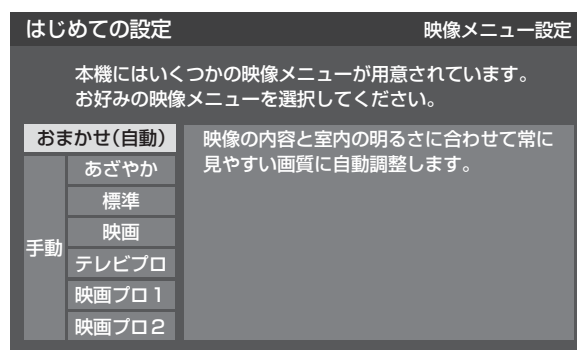 はじめての設定 映像メニュー設定
本機にはいくつかの映像メニューが用意されています。
お好みの映像メニューを選択してください。
おまかせ(自動)
映像の内容と室内の明るさに合わせて常に
見やすい画質に自動調整します。
手動
あざやか
標準
映画
テレビプロ
映画プロ1
映画プロ2